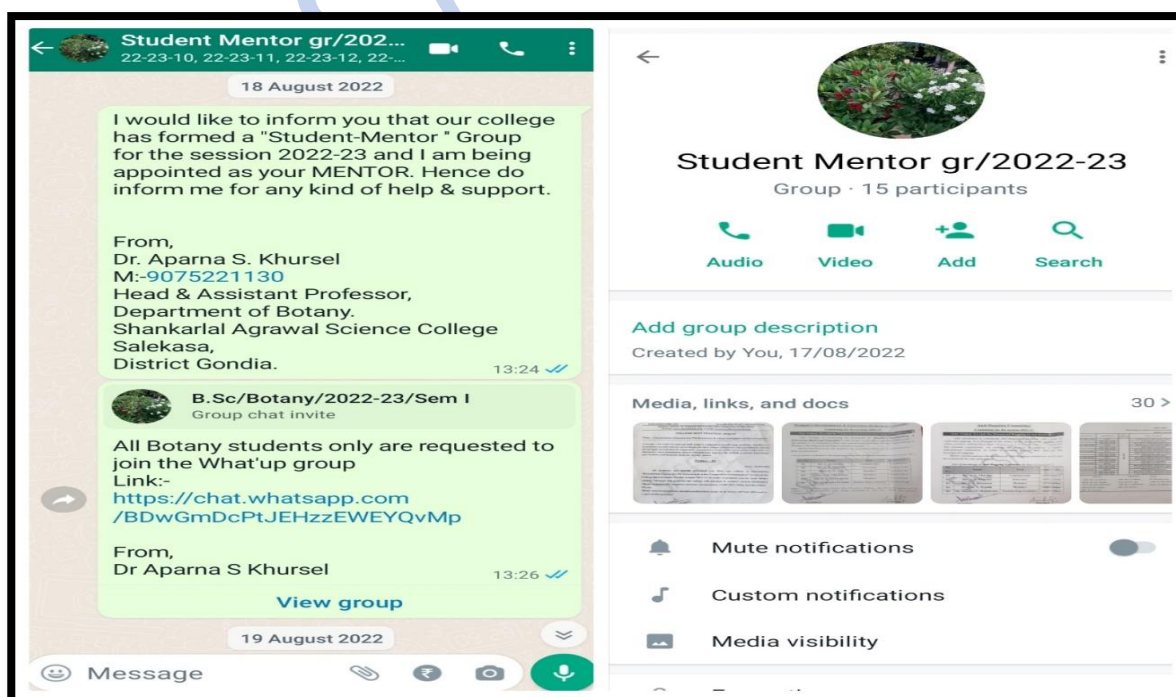 Student Mentor gr/202...
22-23-10, 22-23-11, 22-23-12, 22-...
18 August 2022
I would like to inform you that our college
has formed a "Student-Mentor " Group
for the session 2022-23 and I am being
appointed as your MENTOR. Hence do
inform me for any kind of help & support.
From,
Dr. Aparna S. Khursel
M:-9075221130
Head & Assistant Professor,
Department of Botany.
Shankarlal Agrawal Science College
Salekasa,
District Gondia.
13:24
B.Sc/Botany/2022-23/Sem I
Group chat invite
All Botany students only are requested to
join the What'up group
Link:-
https://chat.whatsapp.com
/BDwGmDcPtJEHzzEWEYQvMp
From,
Dr Aparna S Khursel
13:26
View group
19 August 2022
Message
Student Mentor gr/2022-23
Group · 15 participants
Audio Video Add Search
Add group description
Created by You, 17/08/2022
Media, links, and docs 30 >
Mute notifications
Custom notifications
Media visibility